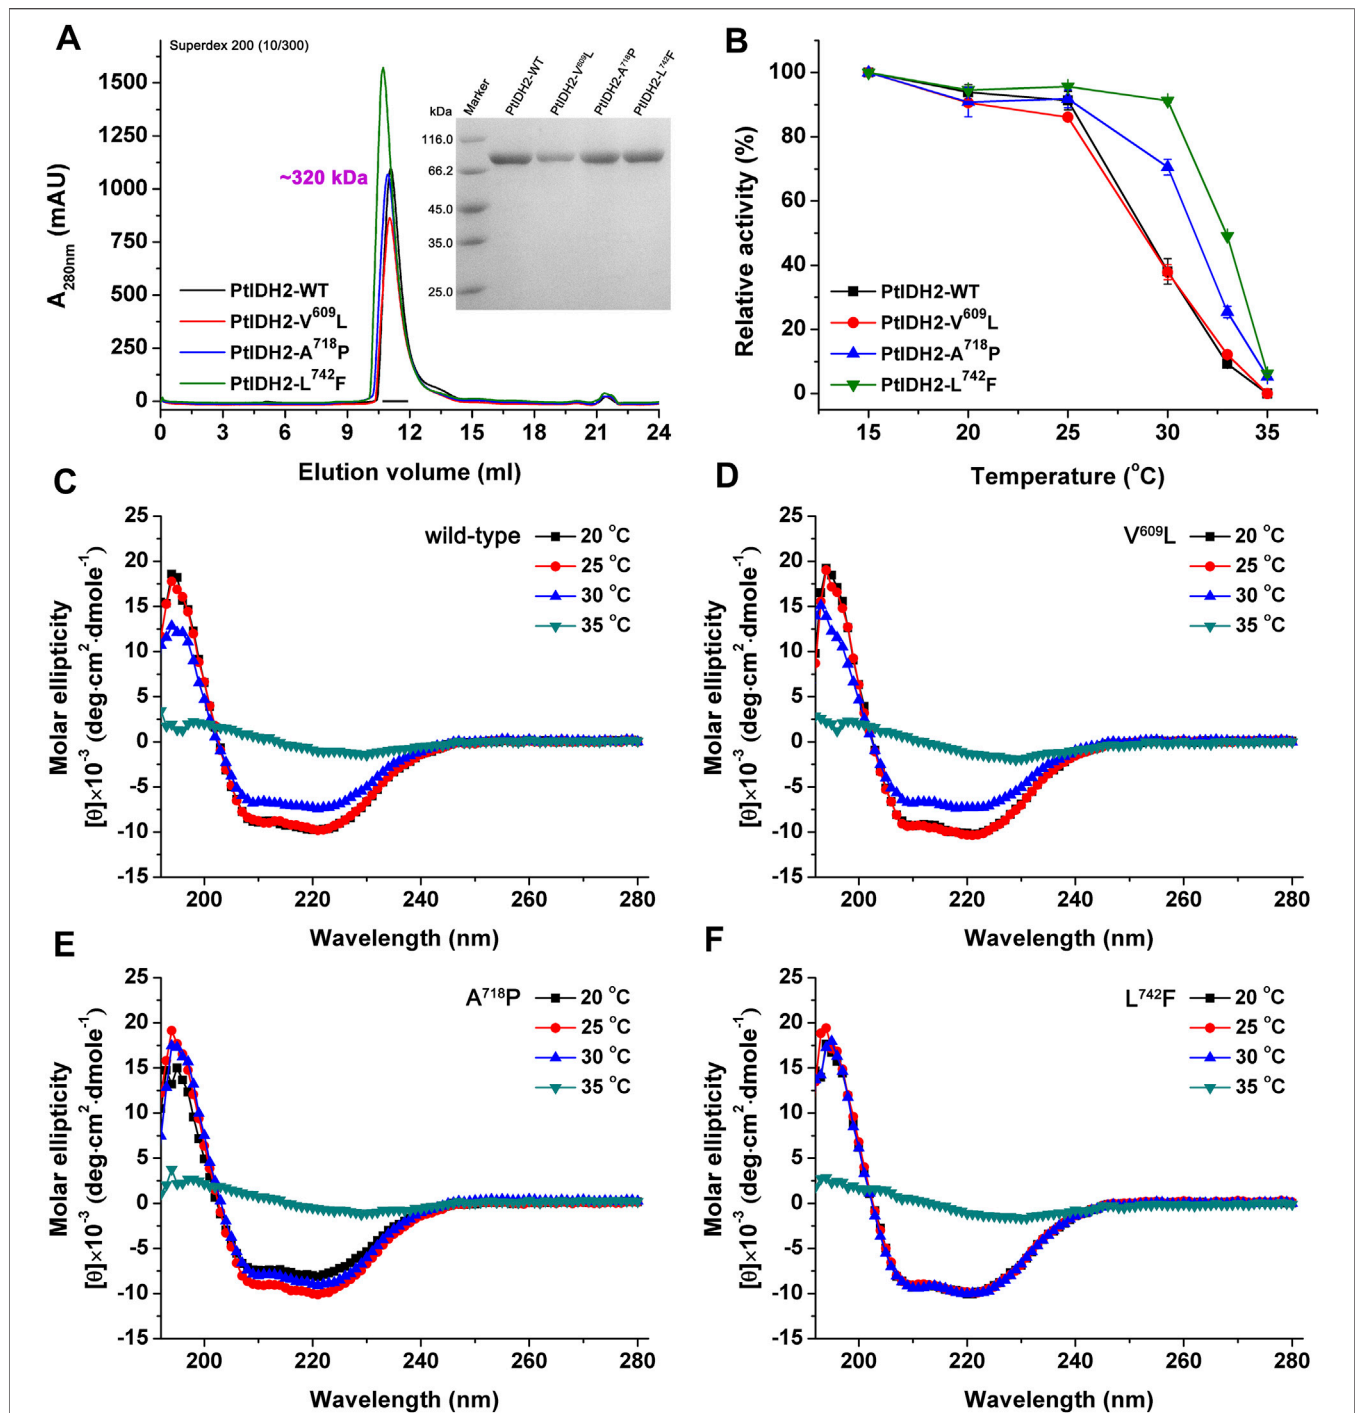 A
Superdex 200 (10/300)
1500
1250
1000
750
500
250
0
A280nm (mAU)
~320 kDa
PtIDH2-WT
PtIDH2-V609L
PtIDH2-A718P
PtIDH2-L742F
0 3 6 9 12 15 18 21 24
Elution volume (ml)
kDa
Marker
PtIDH2-WT
PtIDH2-V609L
PtIDH2-A718P
PtIDH2-L742F
116.0
66.2
45.0
35.0
25.0
B
100
80
60
40
20
0
Relative activity (%)
PtIDH2-WT
PtIDH2-V609L
PtIDH2-A718P
PtIDH2-L742F
15 20 25 30 35
Temperature (°C)
C
wild-type
20 °C
25 °C
30 °C
35 °C
25
20
15
10
5
0
-5
-10
-15
Molar ellipticity
[θ]×10-3 (deg·cm2·dmole-1)
200 220 240 260 280
Wavelength (nm)
D
V609L
20 °C
25 °C
30 °C
35 °C
25
20
15
10
5
0
-5
-10
-15
Molar ellipticity
[θ]×10-3 (deg·cm2·dmole-1)
200 220 240 260 280
Wavelength (nm)
E
A718P
20 °C
25 °C
30 °C
35 °C
25
20
15
10
5
0
-5
-10
-15
Molar ellipticity
[θ]×10-3 (deg·cm2·dmole-1)
200 220 240 260 280
Wavelength (nm)
F
L742F
20 °C
25 °C
30 °C
35 °C
25
20
15
10
5
0
-5
-10
-15
Molar ellipticity
[θ]×10-3 (deg·cm2·dmole-1)
200 220 240 260 280
Wavelength (nm)